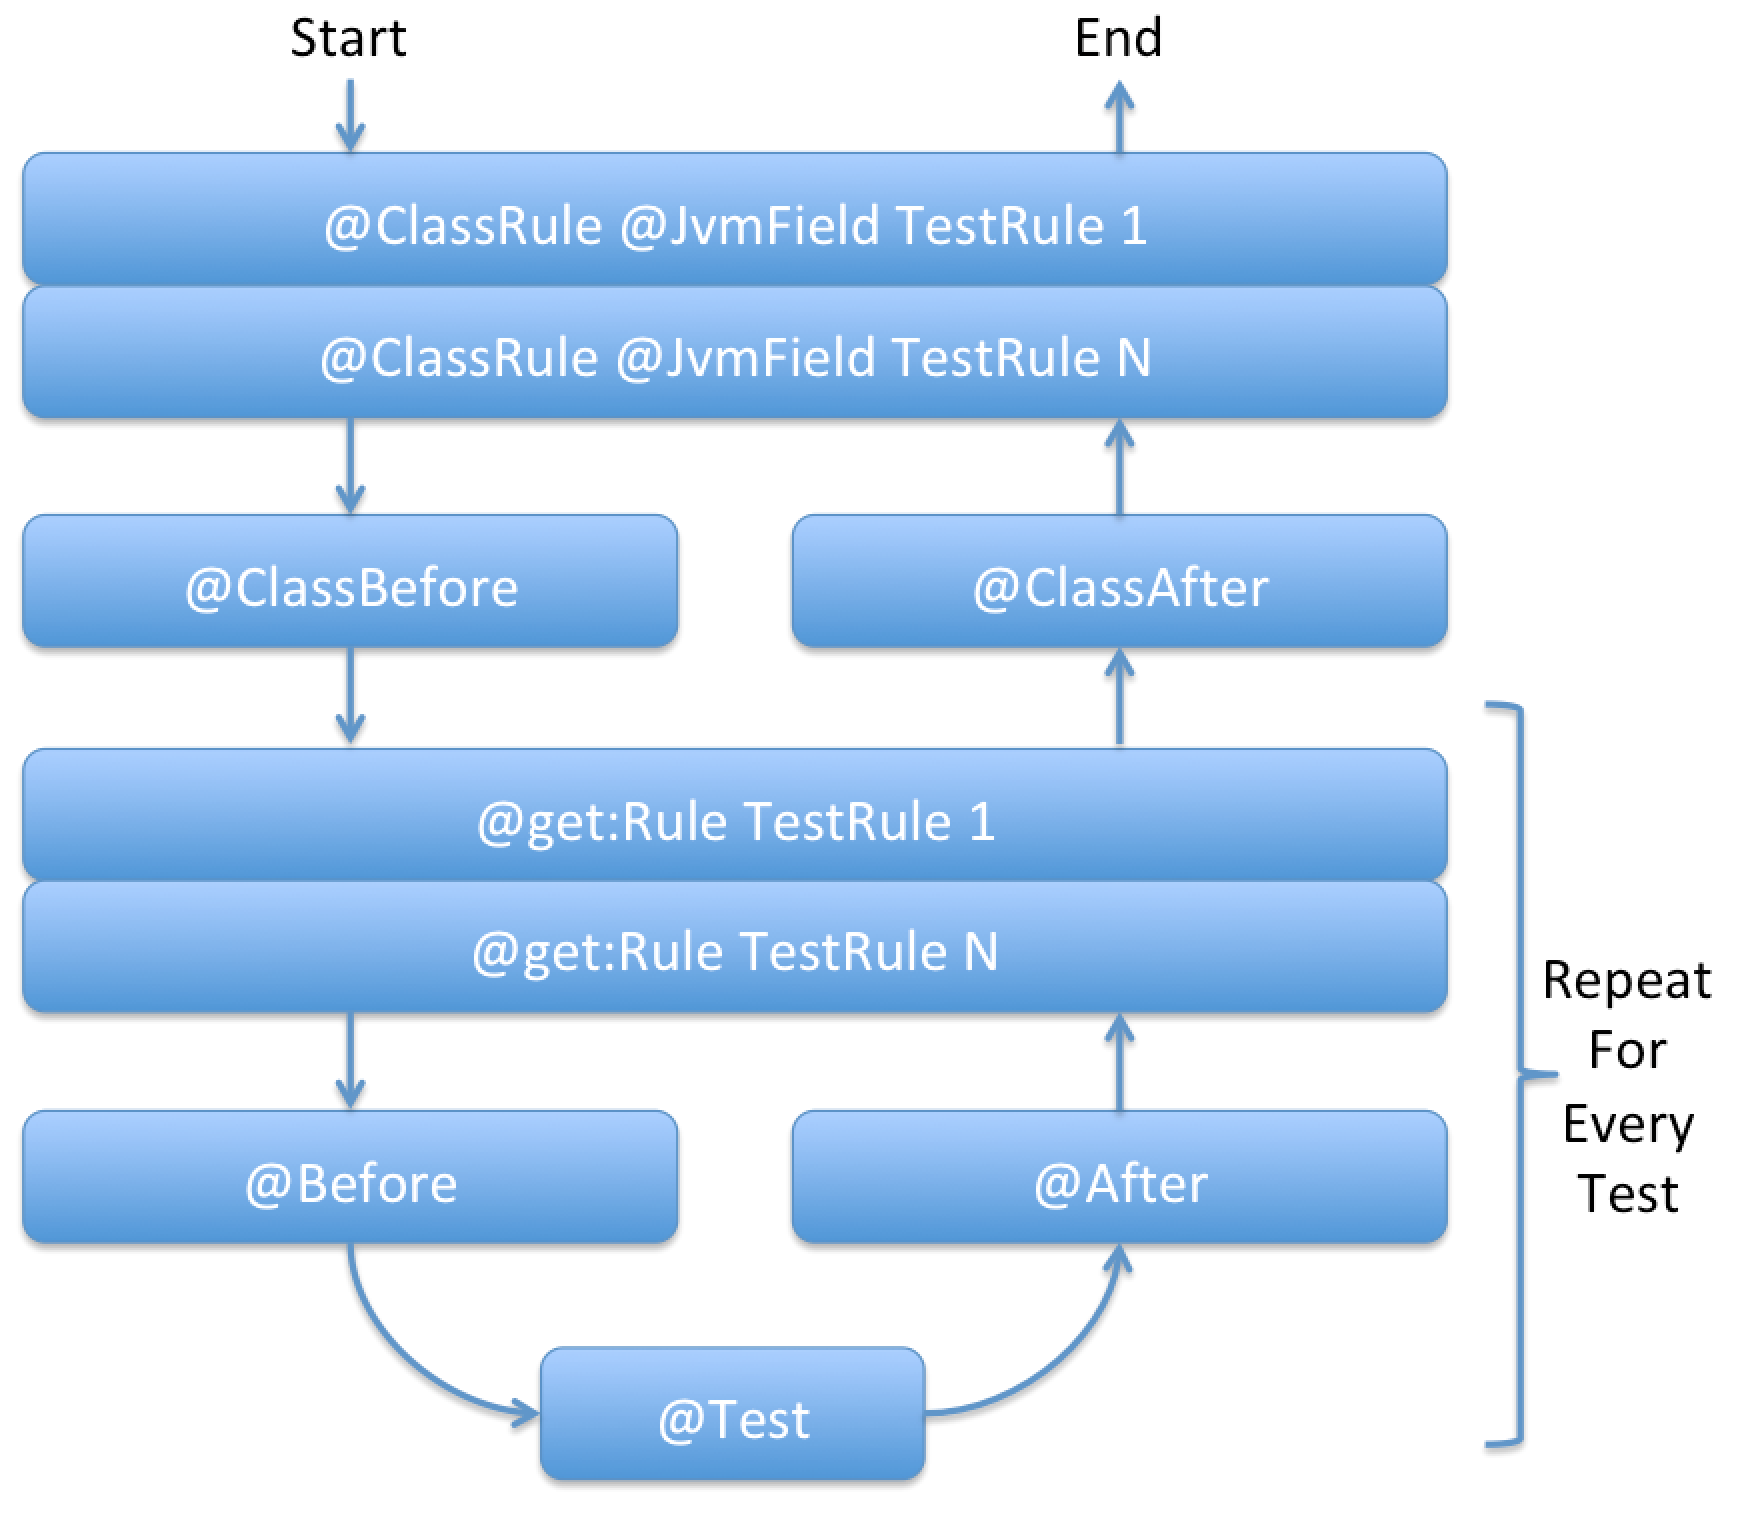 Start
End
@ClassRule @JvmField TestRule 1
@ClassRule @JvmField TestRule N
@ClassBefore
@ClassAfter
@get:Rule TestRule 1
@get:Rule TestRule N
@Before
@After
@Test
Repeat
For
Every
Test